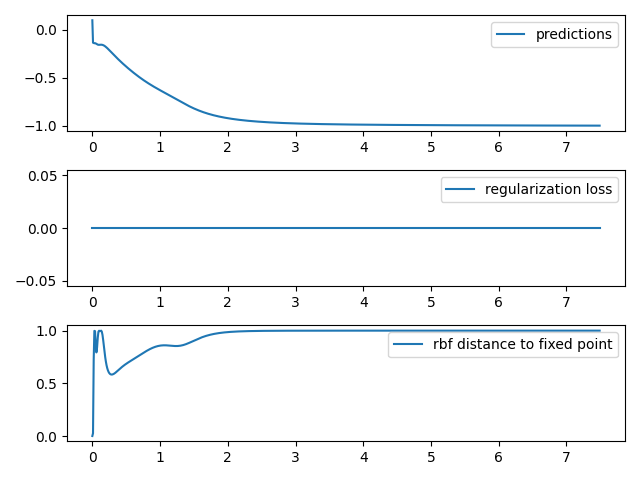 0.0
−0.5
−1.0
predictions
0 1 2 3 4 5 6 7
0.05
0.00
−0.05
regularization loss
0 1 2 3 4 5 6 7
1.0
0.5
0.0
rbf distance to fixed point
0 1 2 3 4 5 6 7